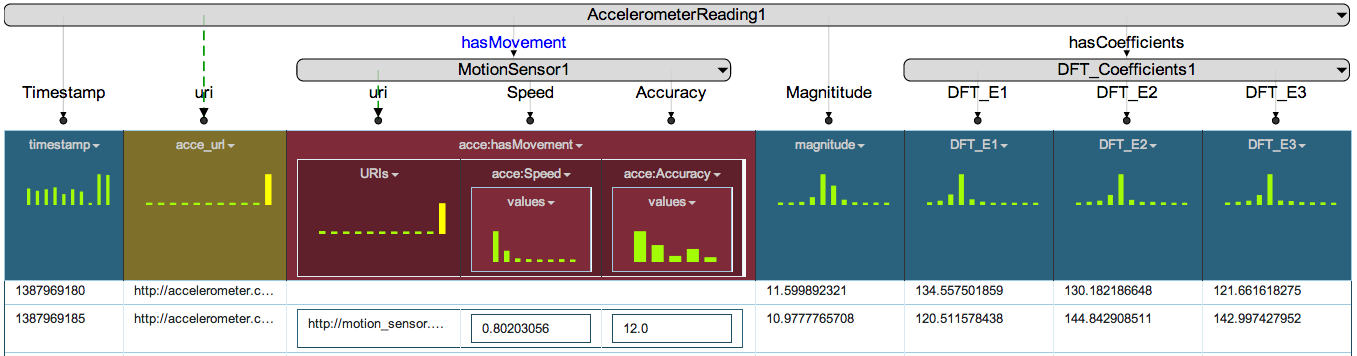 AccelerometerReading1
hasMovement hasCoefficients
MotionSensor1 DFT_Coefficients1
Timestamp uri uri Speed Accuracy Magnititude DFT_E1 DFT_E2 DFT_E3
timestamp acce_url acce:hasMovement magnitude DFT_E1 DFT_E2 DFT_E3
URIs acce:Speed acce:Accuracy
values values
1387969180 http://accelerometer.c... 11.599892321 134.557501859 130.182186648 121.661618275
1387969185 http://accelerometer.c... http://motion_sensor.... 0.80203056 12.0 10.9777765708 120.511578438 144.842908511 142.997427952